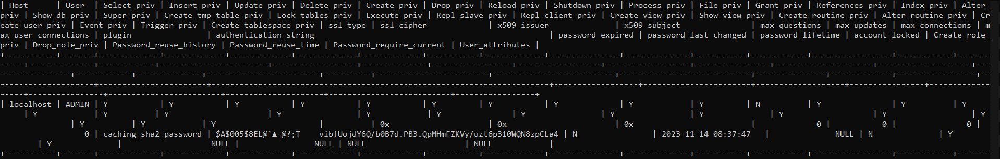 | Host      | User  | Select_priv | Insert_priv | Update_priv | Delete_priv | Create_priv | Drop_priv | Reload_priv | Shutdown_priv | Process_priv | File_priv | Grant_priv | References_priv | Index_priv | Alter_
priv | Show_db_priv | Super_priv | Create_tmp_table_priv | Lock_tables_priv | Execute_priv | Repl_slave_priv | Repl_client_priv | Create_view_priv | Show_view_priv | Create_routine_priv | Alter_routine_priv | Cr
eate_user_priv | Event_priv | Trigger_priv | Create_tablespace_priv | ssl_type | ssl_cipher             | x509_issuer              | x509_subject               | max_questions | max_updates | max_connections | m
ax_user_connections | plugin                | authentication_string                                                  | password_expired | password_last_changed | password_lifetime | account_locked | Create_role_
priv | Drop_role_priv | Password_reuse_history | Password_reuse_time | Password_require_current | User_attributes |
| localhost | ADMIN | Y           | Y           | Y           | Y           | Y           | Y         | Y           | Y             | Y            | Y         | N          | Y               | Y          | Y
     | Y            | Y          | Y                     | Y                | Y            | Y               | Y                | Y                | Y              | Y                   | Y
               | Y          | Y            | Y                      |          | 0x                     | 0x                       | 0x                         |             0 |           0 |               0 |
                  0 | caching_sha2_password | $A$005$8EL@`▲-@?;T    vibfUojdY6Q/b0B7d.PB3.QpMHmFZKVy/uzt6p310WQN8zpCLa4 | N                | 2023-11-14 08:37:47   |              NULL | N              | Y
     | Y              |                   NULL |                NULL | NULL                     | NULL            |